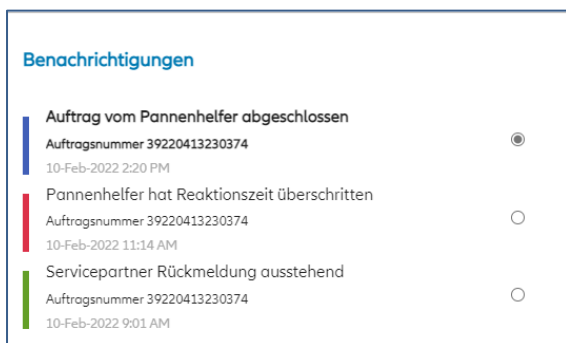 Benachrichtigungen
Auftrag vom Pannenhelfer abgeschlossen
Auftragsnummer 39220413230374
10-Feb-2022 2:20 PM
Pannenhelfer hat Reaktionszeit überschritten
Auftragsnummer 39220413230374
10-Feb-2022 11:14 AM
Servicepartner Rückmeldung ausstehend
Auftragsnummer 39220413230374
10-Feb-2022 9:01 AM